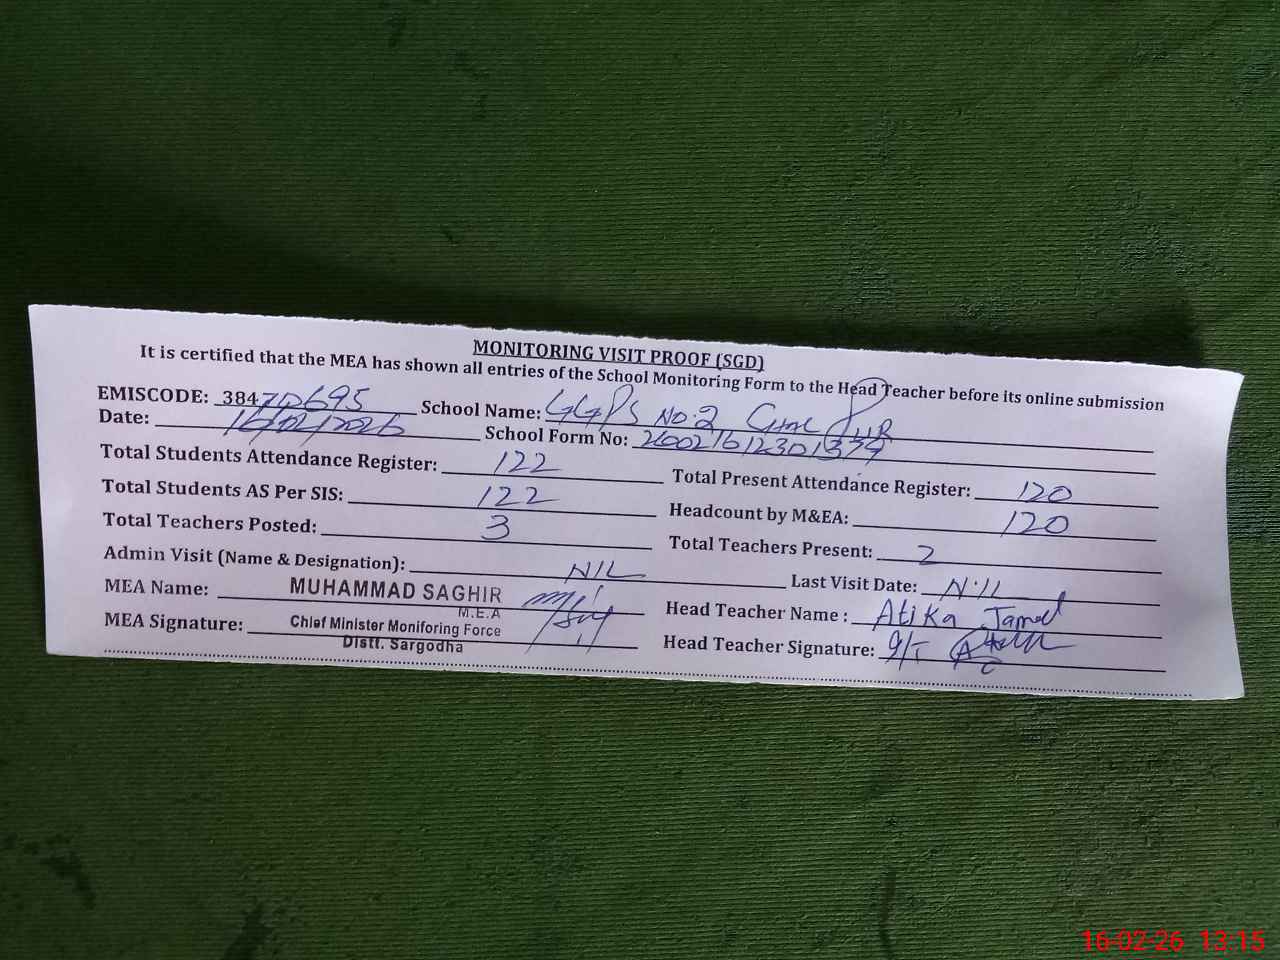 MONITORING VISIT PROOF (SGD)
It is certified that the MEA has shown all entries of the School Monitoring Form to the Head Teacher before its online submission
EMISCODE: 384 School Name: GGPS No.2
Date: 16/02/2026 School Form No:
Total Students Attendance Register: 122 Total Present Attendance Register: 120
Total Students AS Per SIS: 122 Headcount by M&EA: 120
Total Teachers Posted: 3 Total Teachers Present: 2
Admin Visit (Name & Designation): NIL Last Visit Date: Nil
MEA Name: MUHAMMAD SAGHIR Head Teacher Name : Atika Jamal
M.E.A
MEA Signature: Chief Minister Moniforing Force Head Teacher Signature:
Distt. Sargodha
16-02-26 13:15